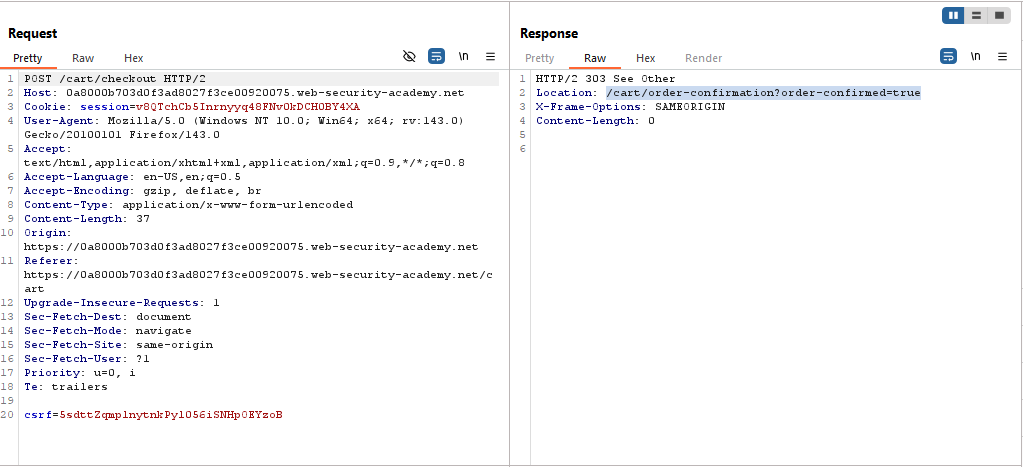 Request
Pretty Raw Hex
\n
1 POST /cart/checkout HTTP/2
2 Host: 0a8000b703d0f3ad8027f3ce00920075.web-security-academy.net
3 Cookie: session=v8QTchCb5Inrnyyq48FNv0kDCHOBY4XA
4 User-Agent: Mozilla/5.0 (Windows NT 10.0; Win64; x64; rv:143.0)
Gecko/20100101 Firefox/143.0
5 Accept:
text/html,application/xhtml+xml,application/xml;q=0.9,*/*;q=0.8
6 Accept-Language: en-US,en;q=0.5
7 Accept-Encoding: gzip, deflate, br
8 Content-Type: application/x-www-form-urlencoded
9 Content-Length: 37
10 Origin:
https://0a8000b703d0f3ad8027f3ce00920075.web-security-academy.net
11 Referer:
https://0a8000b703d0f3ad8027f3ce00920075.web-security-academy.net/c
art
12 Upgrade-Insecure-Requests: 1
13 Sec-Fetch-Dest: document
14 Sec-Fetch-Mode: navigate
15 Sec-Fetch-Site: same-origin
16 Sec-Fetch-User: ?1
17 Priority: u=0, i
18 Te: trailers
19
20 csrf=5sdttZqmplnytnkPyl056iSNHp0EYzoB
Response
Pretty Raw Hex Render
\n
1 HTTP/2 303 See Other
2 Location: /cart/order-confirmation?order-confirmed=true
3 X-Frame-Options: SAMEORIGIN
4 Content-Length: 0
5
6